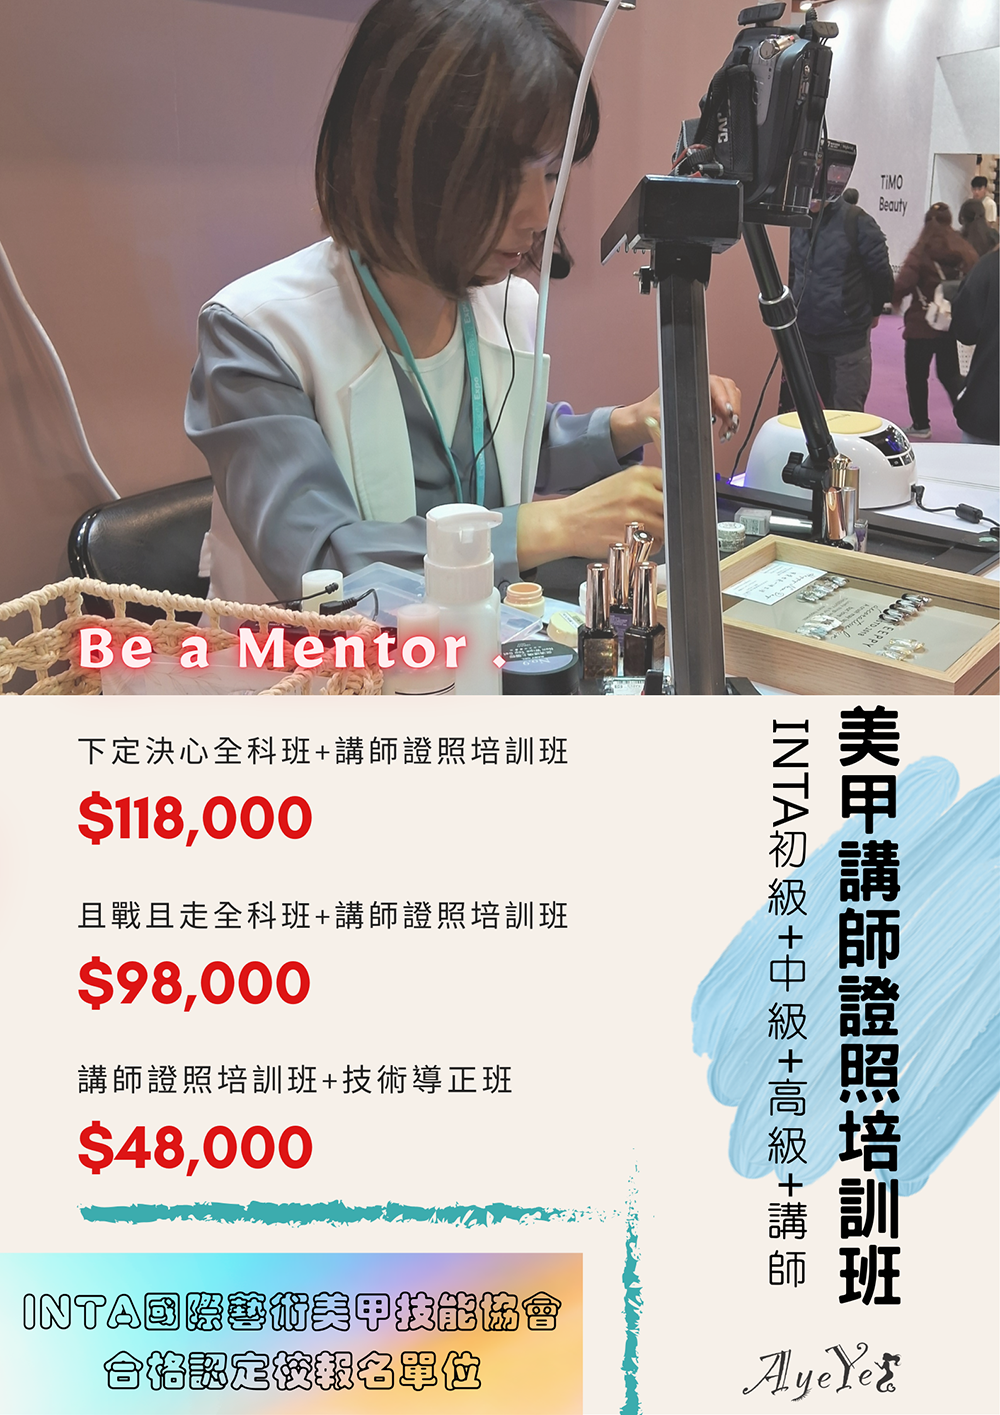 JVC
TiMO
Beauty
Be a Mentor .
下定決心全科班+講師證照培訓班
$118,000
且戰且走全科班+講師證照培訓班
$98,000
講師證照培訓班+技術導正班
$48,000
美甲講師證照培訓班
INTA初級+中級+高級+講師
INTA國際藝術美甲技能協會
合格認定校報名單位
AyeYe